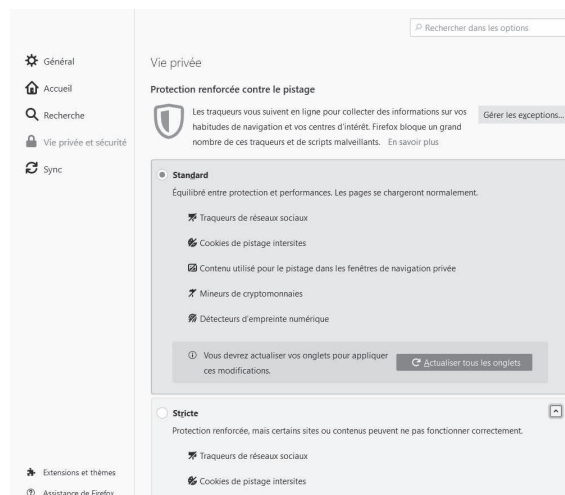 Rechercher dans les options
Général
Accueil
Recherche
Vie privée et sécurité
Sync
Extensions et thèmes
Assistance de Firefox
Vie privée
Protection renforcée contre le pistage
Les traqueurs vous suivent en ligne pour collecter des informations sur vos
habitudes de navigation et vos centres d'intérêt. Firefox bloque un grand
nombre de ces traqueurs et de scripts malveillants. En savoir plus
Gérer les exceptions...
Standard
Équilibré entre protection et performances. Les pages se chargeront normalement.
Traqueurs de réseaux sociaux
Cookies de pistage intersites
Contenu utilisé pour le pistage dans les fenêtres de navigation privée
Mineurs de cryptomonnaies
Détecteurs d'empreinte numérique
Vous devrez actualiser vos onglets pour appliquer
ces modifications.
Actualiser tous les onglets
Stricte
Protection renforcée, mais certains sites ou contenus peuvent ne pas fonctionner correctement.
Traqueurs de réseaux sociaux
Cookies de pistage intersites